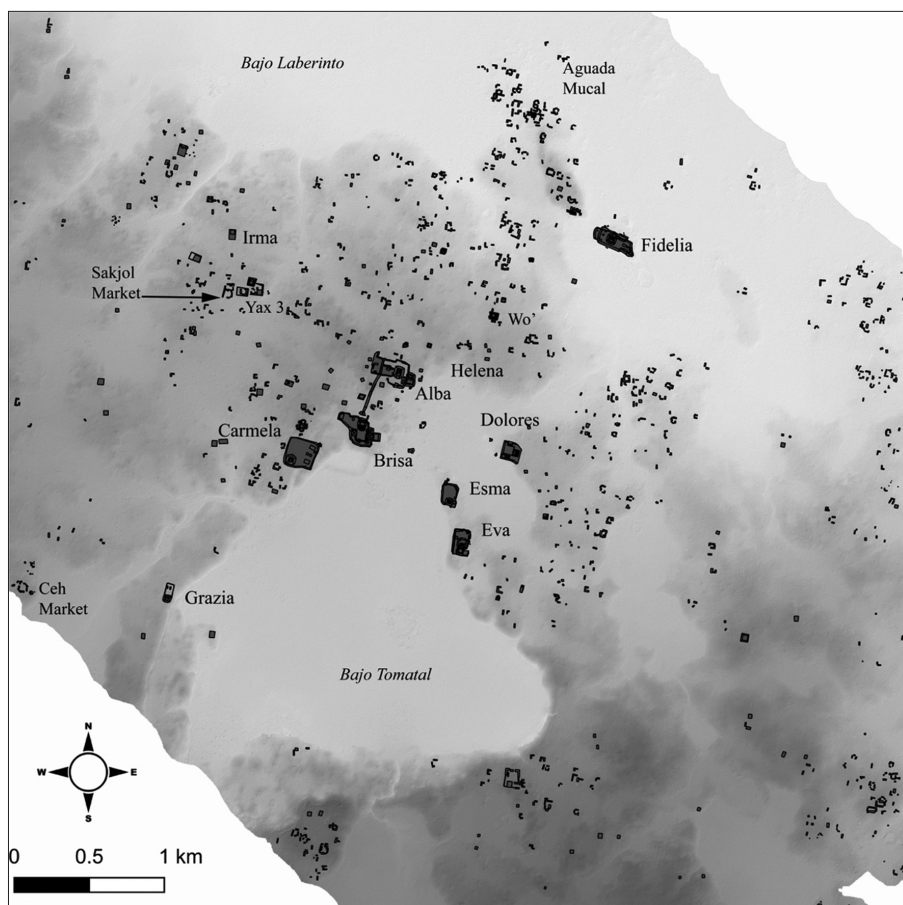 Bajo Laberinto
Aguada
Mucal
Irma
Fidelia
Sakjol
Market
Yax 3
Wo'
Helena
Alba
Carmela
Dolores
Brisa
Esma
Eva
Ceh
Market
Grazia
Bajo Tomatal
N
W
E
S
0
0.5
1 km